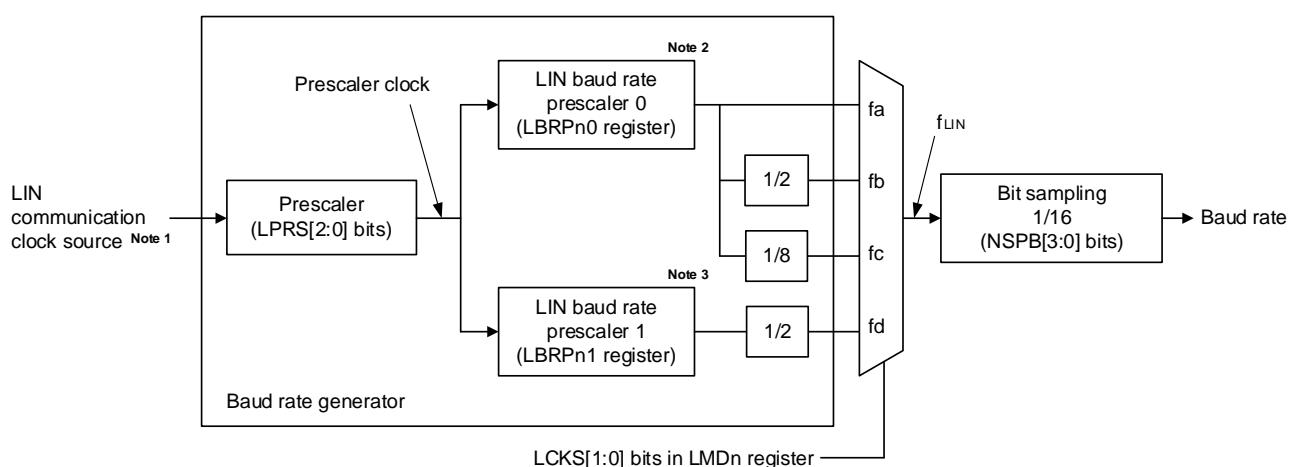 Note 2
LIN baud rate
prescaler 0
(LBRPn0 register)
Prescaler clock
fa
fLIN
1/2
fb
LIN
communication
clock source Note 1
Prescaler
(LPRS[2:0] bits)
Bit sampling
1/16
(NSPB[3:0] bits)
Baud rate
1/8
fc
Note 3
LIN baud rate
prescaler 1
(LBRPn1 register)
1/2
fd
Baud rate generator
LCKS[1:0] bits in LMDn register